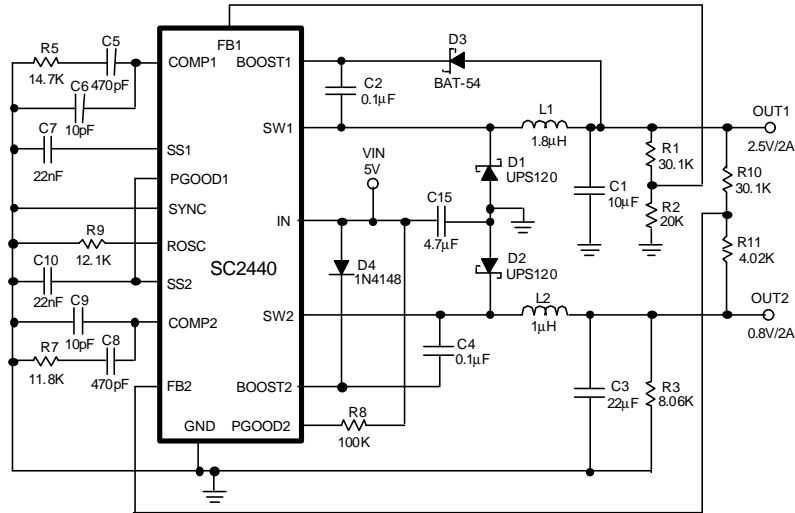 FB1
R5
14.7K
C5
470pF
COMP1
BOOST1
D3
BAT-54
C6
10pF
C2
0.1µF
C7
22nF
SS1
SW1
L1
1.8µH
OUT1
2.5V/2A
PGOOD1
VIN
5V
D1
UPS120
R1
30.1K
R10
30.1K
SYNC
IN
C15
4.7µF
C1
10µF
R2
20K
R9
12.1K
ROSC
D2
UPS120
R11
4.02K
C10
22nF
SS2
SC2440
D4
1N4148
C9
10pF
COMP2
SW2
L2
1µH
OUT2
0.8V/2A
R7
11.8K
C8
470pF
C4
0.1µF
FB2
BOOST2
C3
22µF
R3
8.06K
GND
PGOOD2
R8
100K